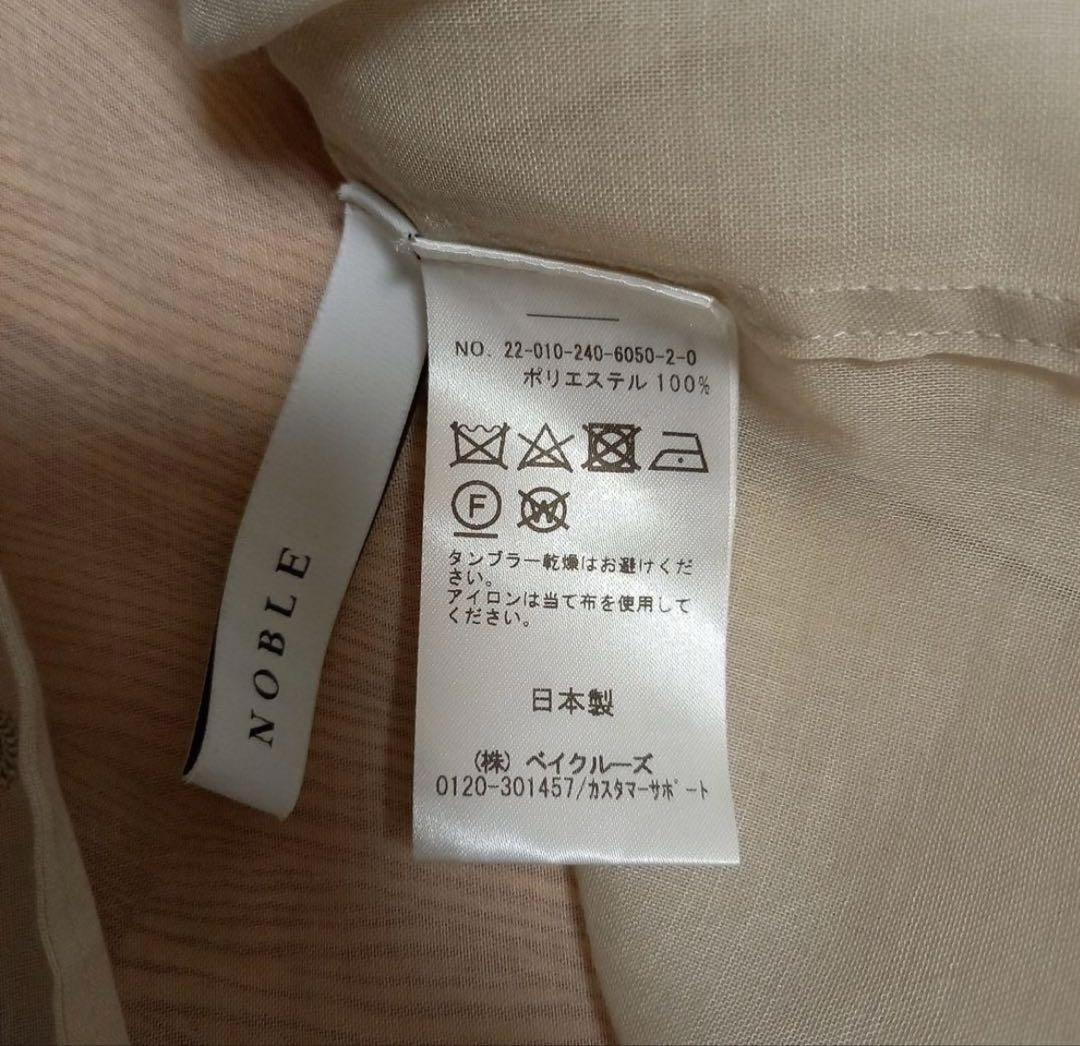 NOBLE
NO. 22-010-240-6050-2-0
ポリエステル 100%
F W
タンブラー乾燥はお避けくだ
さい。
アイロンは当て布を使用して
ください。
日本製
(株) ベイクルーズ
0120-301457/カスタマーサポート